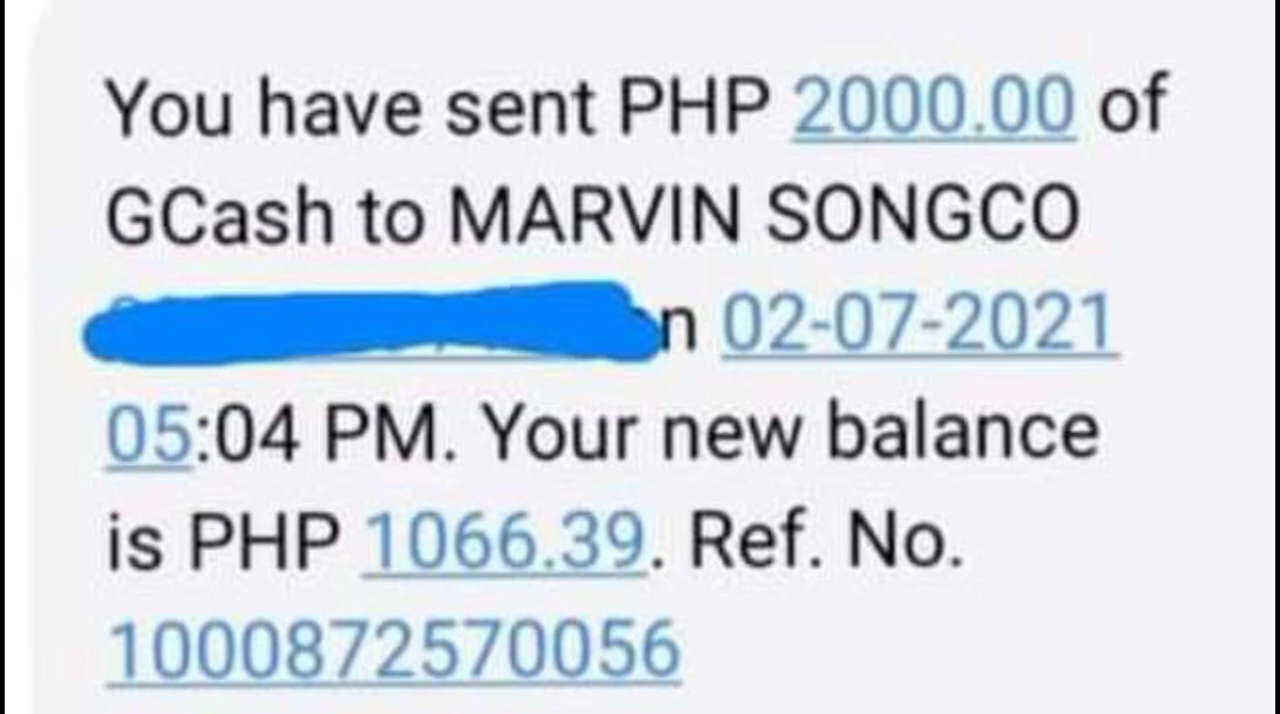 You have sent PHP 2000.00 of
GCash to MARVIN SONGCO
n 02-07-2021
05:04 PM. Your new balance
is PHP 1066.39. Ref. No.
1000872570056